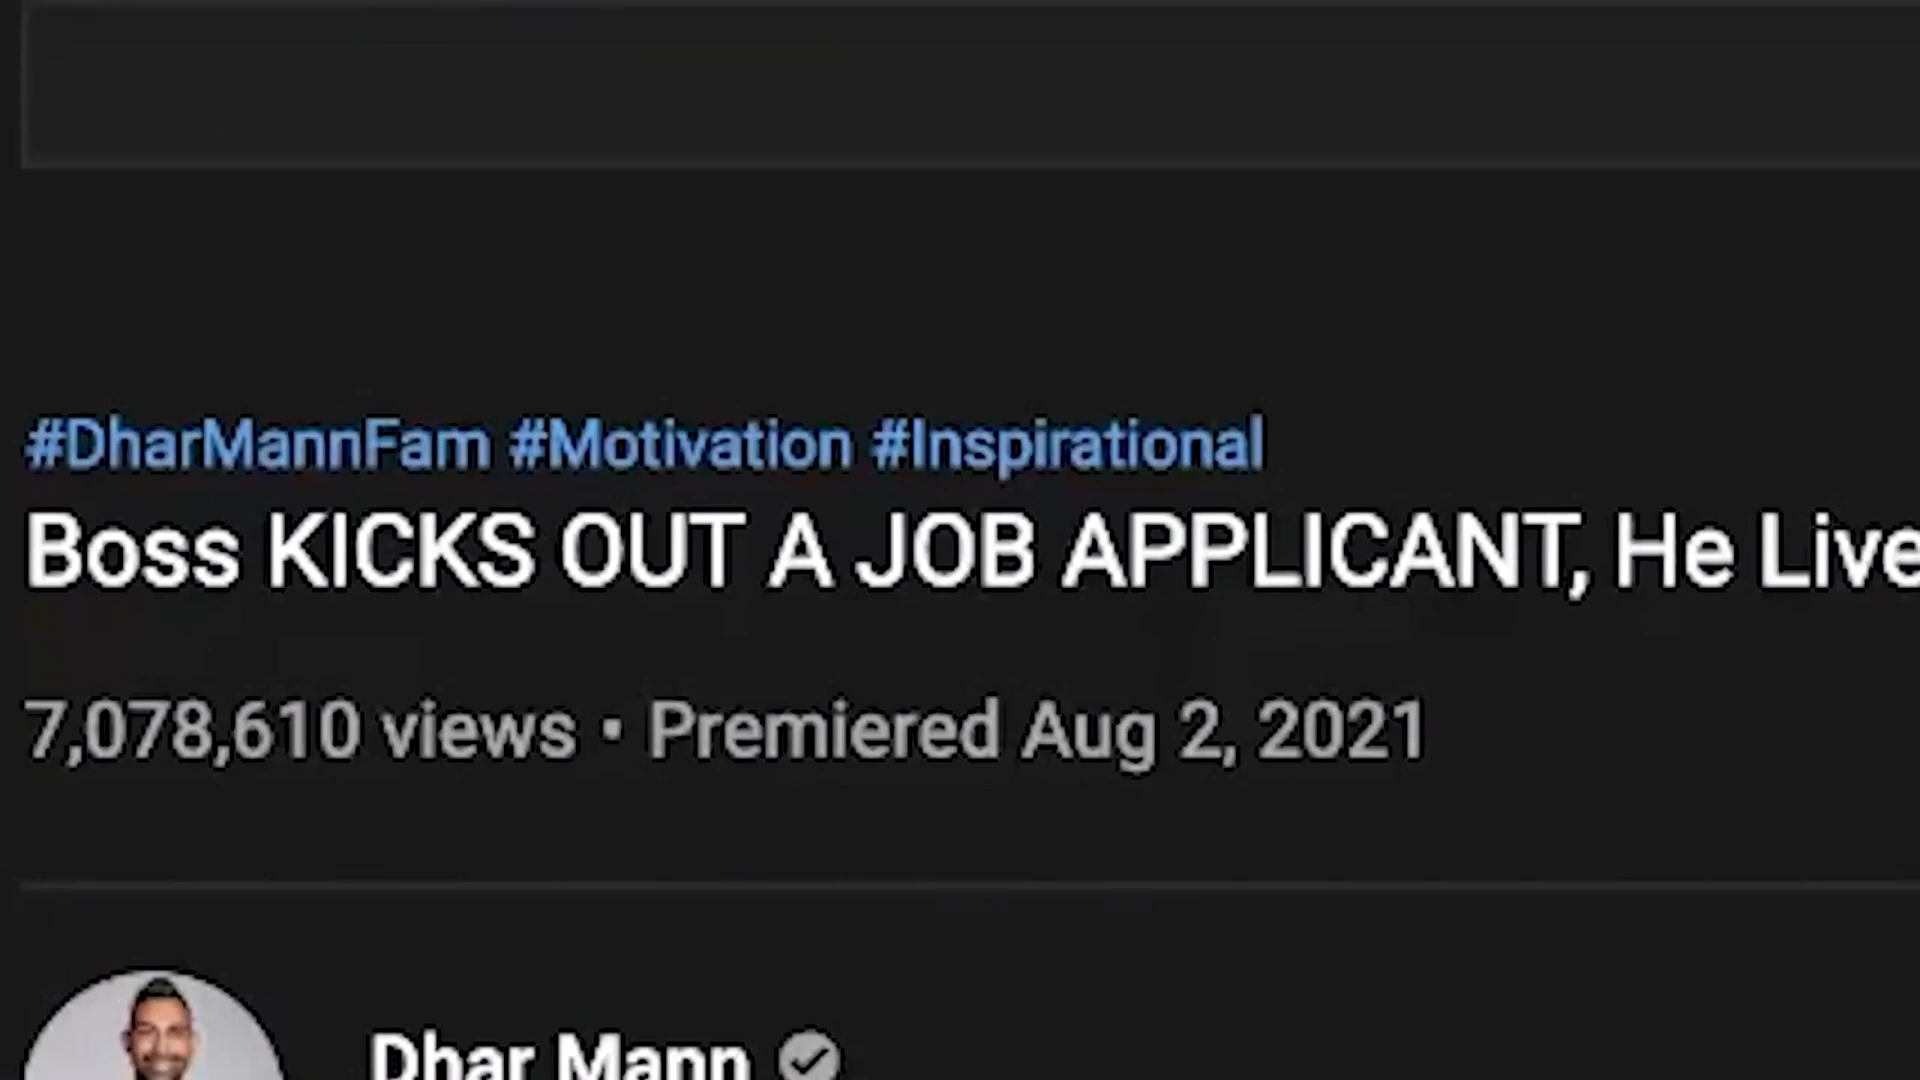 #DharMannFam #Motivation #Inspirational
Boss KICKS OUT A JOB APPLICANT, He Live
7,078,610 views • Premiered Aug 2, 2021
Dhar Mann